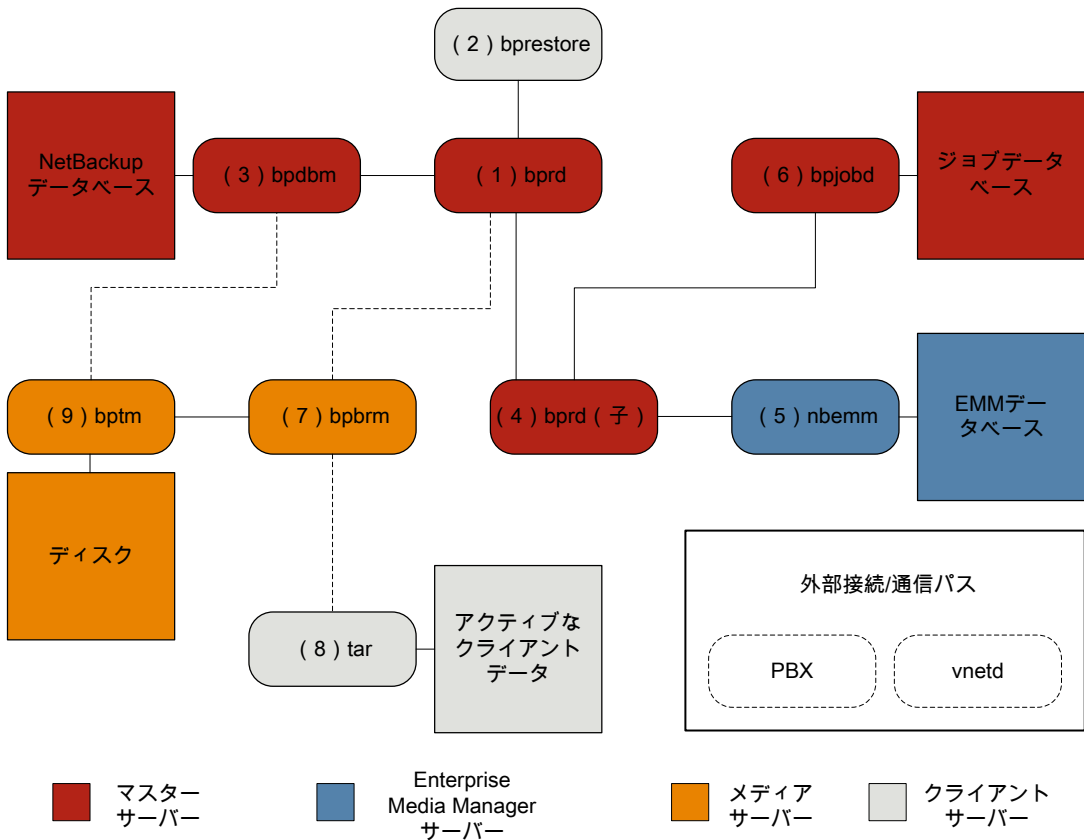 (2)bprestore
NetBackup
データベース
(3)bpdbm
(1)bprd
(6)bpjobd
ジョブデータ
ベース
(9)bptm
(7)bpbrm
(4)bprd(子)
(5)nbemm
EMMデー
タベース
ディスク
(8)tar
アクティブな
クライアント
データ
外部接続/通信パス
PBX
vnetd
マスター
サーバー
Enterprise
Media Manager
サーバー
メディア
サーバー
クライアント
サーバー